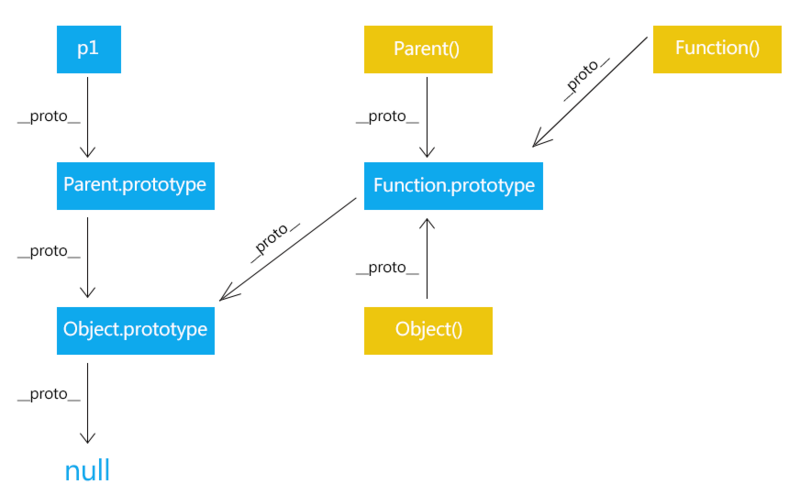 p1
Parent()
Function()
__proto__
__proto__
__proto__
Parent.prototype
Function.prototype
__proto__
__proto__
__proto__
Object.prototype
Object()
__proto__
null